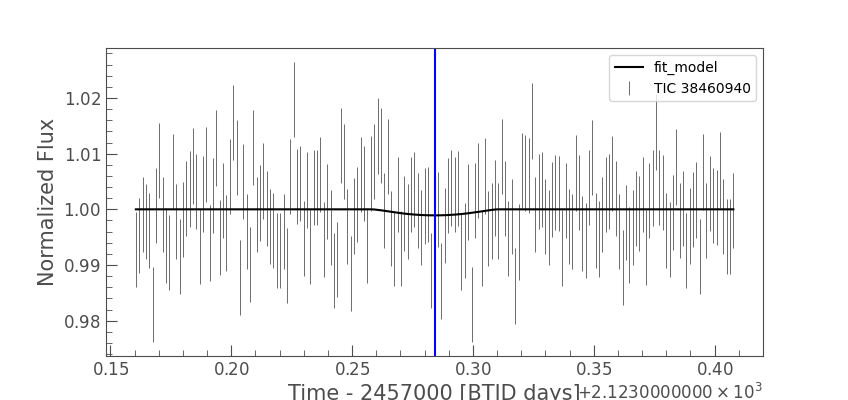 fit_model
TIC 38460940
Normalized Flux
1.02
1.01
1.00
0.99
0.98
0.15 0.20 0.25 0.30 0.35 0.40
Time - 2457000 [BTJD days]
+2.1230000000 × 10³